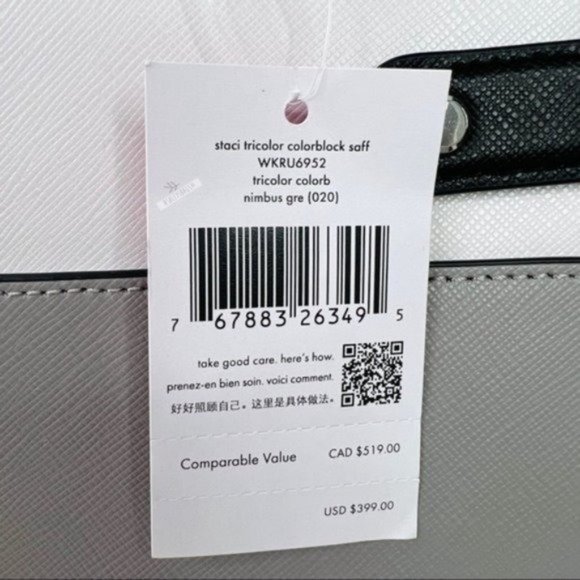 staci tricolor colorblock saff
WKRU6952
tricolor colorb
nimbus gre (020)
7 67883 26349 5
take good care. here's how.
prenez-en bien soin. voici comment.
好好照顾自己。这里是具体做法。
Comparable Value CAD $519.00
USD $399.00